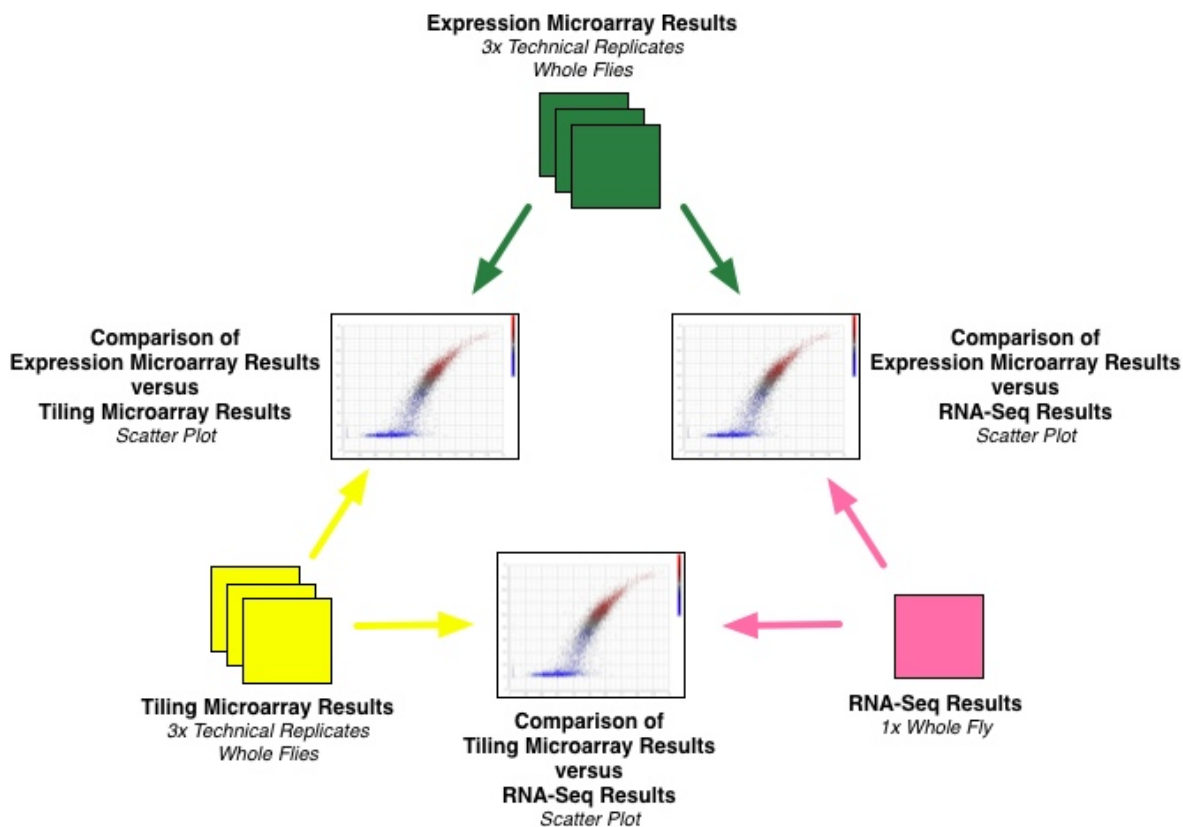 Expression Microarray Results
3x Technical Replicates
Whole Flies
Comparison of
Expression Microarray Results
versus
Tiling Microarray Results
Scatter Plot
Comparison of
Expression Microarray Results
versus
RNA-Seq Results
Scatter Plot
Tiling Microarray Results
3x Technical Replicates
Whole Flies
Comparison of
Tiling Microarray Results
versus
RNA-Seq Results
Scatter Plot
RNA-Seq Results
1x Whole Fly